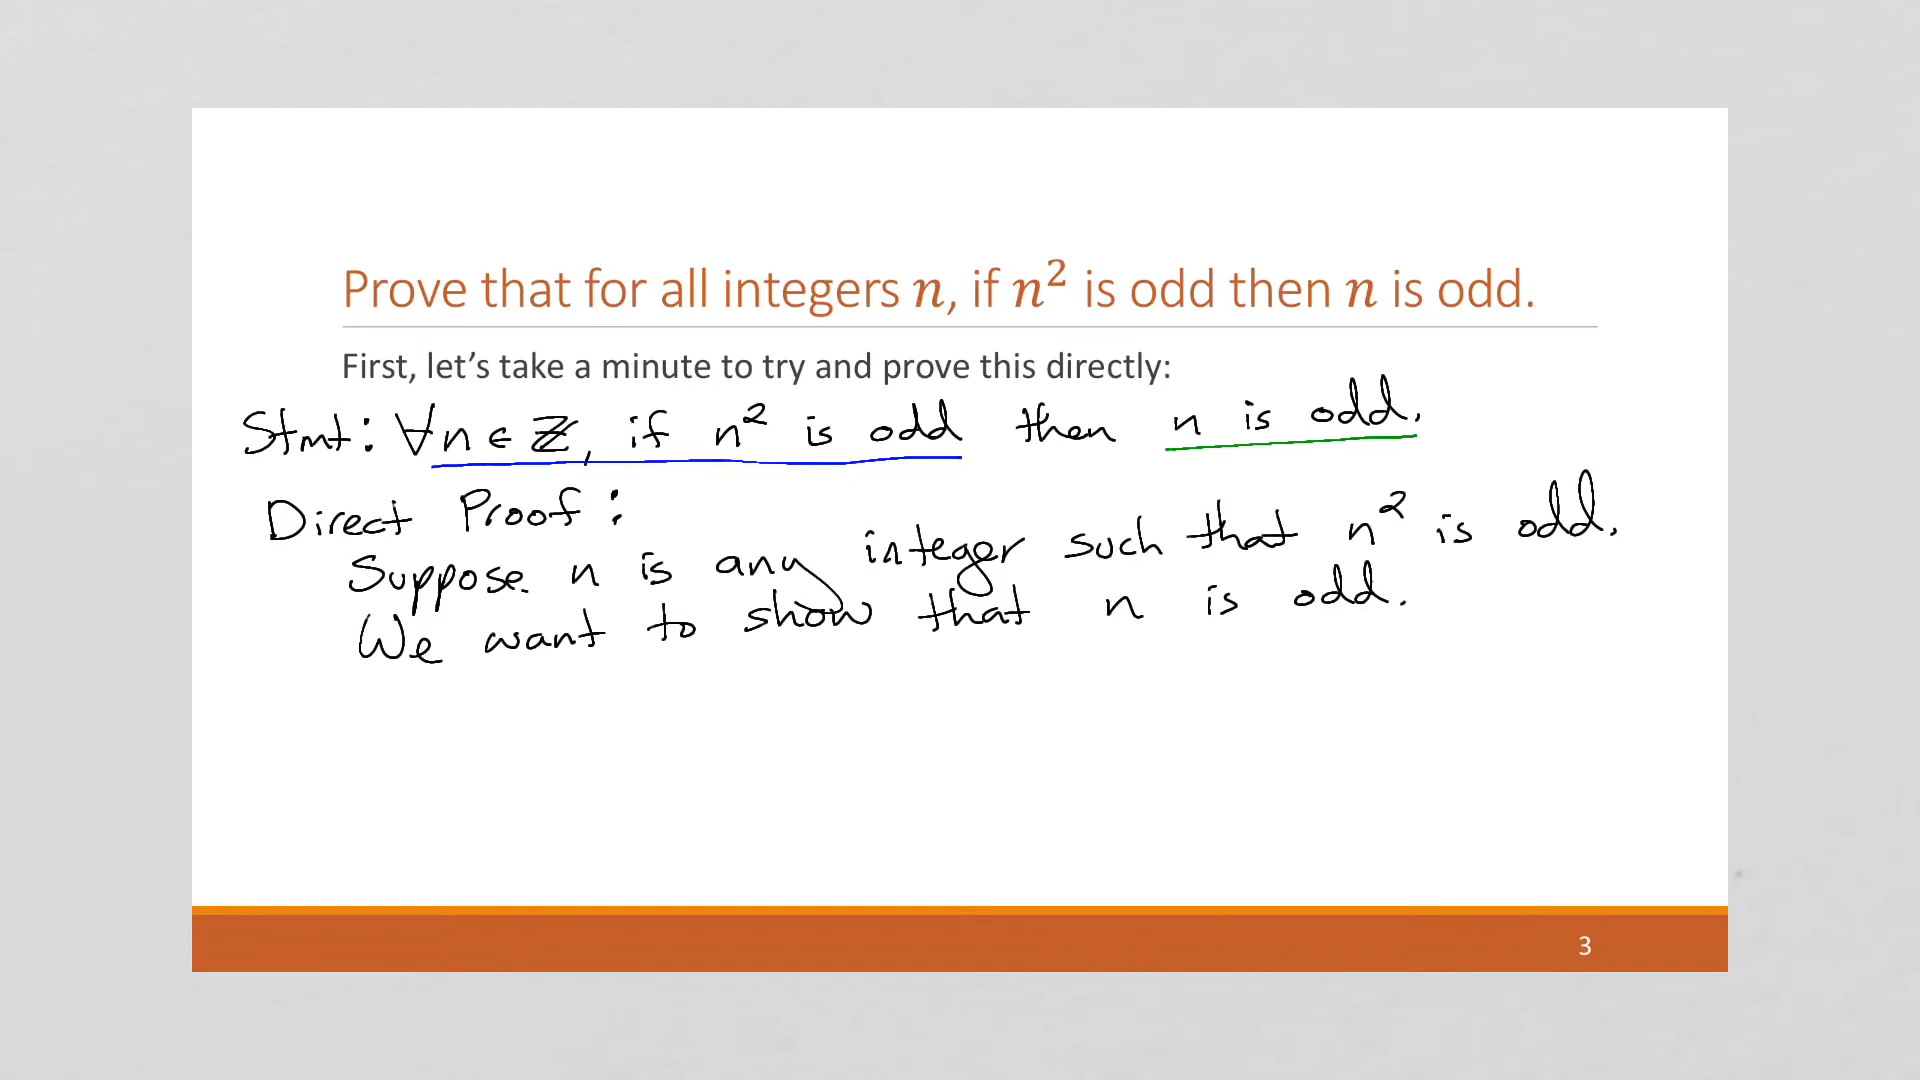 Prove that for all integers n, if n² is odd then n is odd.
First, let's take a minute to try and prove this directly:
Stmt: ∀n ∈ ℤ, if n² is odd then n is odd.
Direct Proof:
Suppose n is any integer such that n² is odd.
We want to show that n is odd.
3